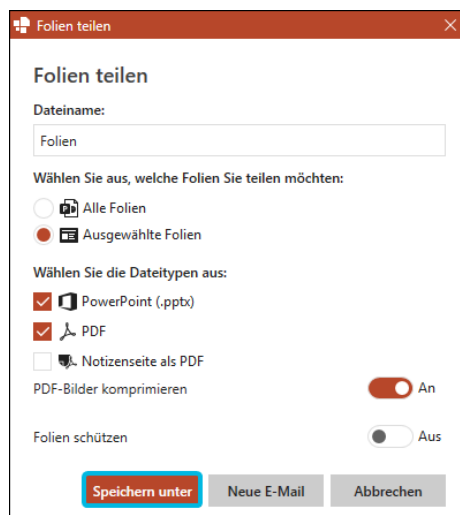 Folien teilen
Folien teilen
Dateiname:
Folien
Wählen Sie aus, welche Folien Sie teilen möchten:
Alle Folien
Ausgewählte Folien
Wählen Sie die Dateitypen aus:
PowerPoint (.pptx)
PDF
Notizenseite als PDF
PDF-Bilder komprimieren An
Folien schützen Aus
Speichern unter Neue E-Mail Abbrechen